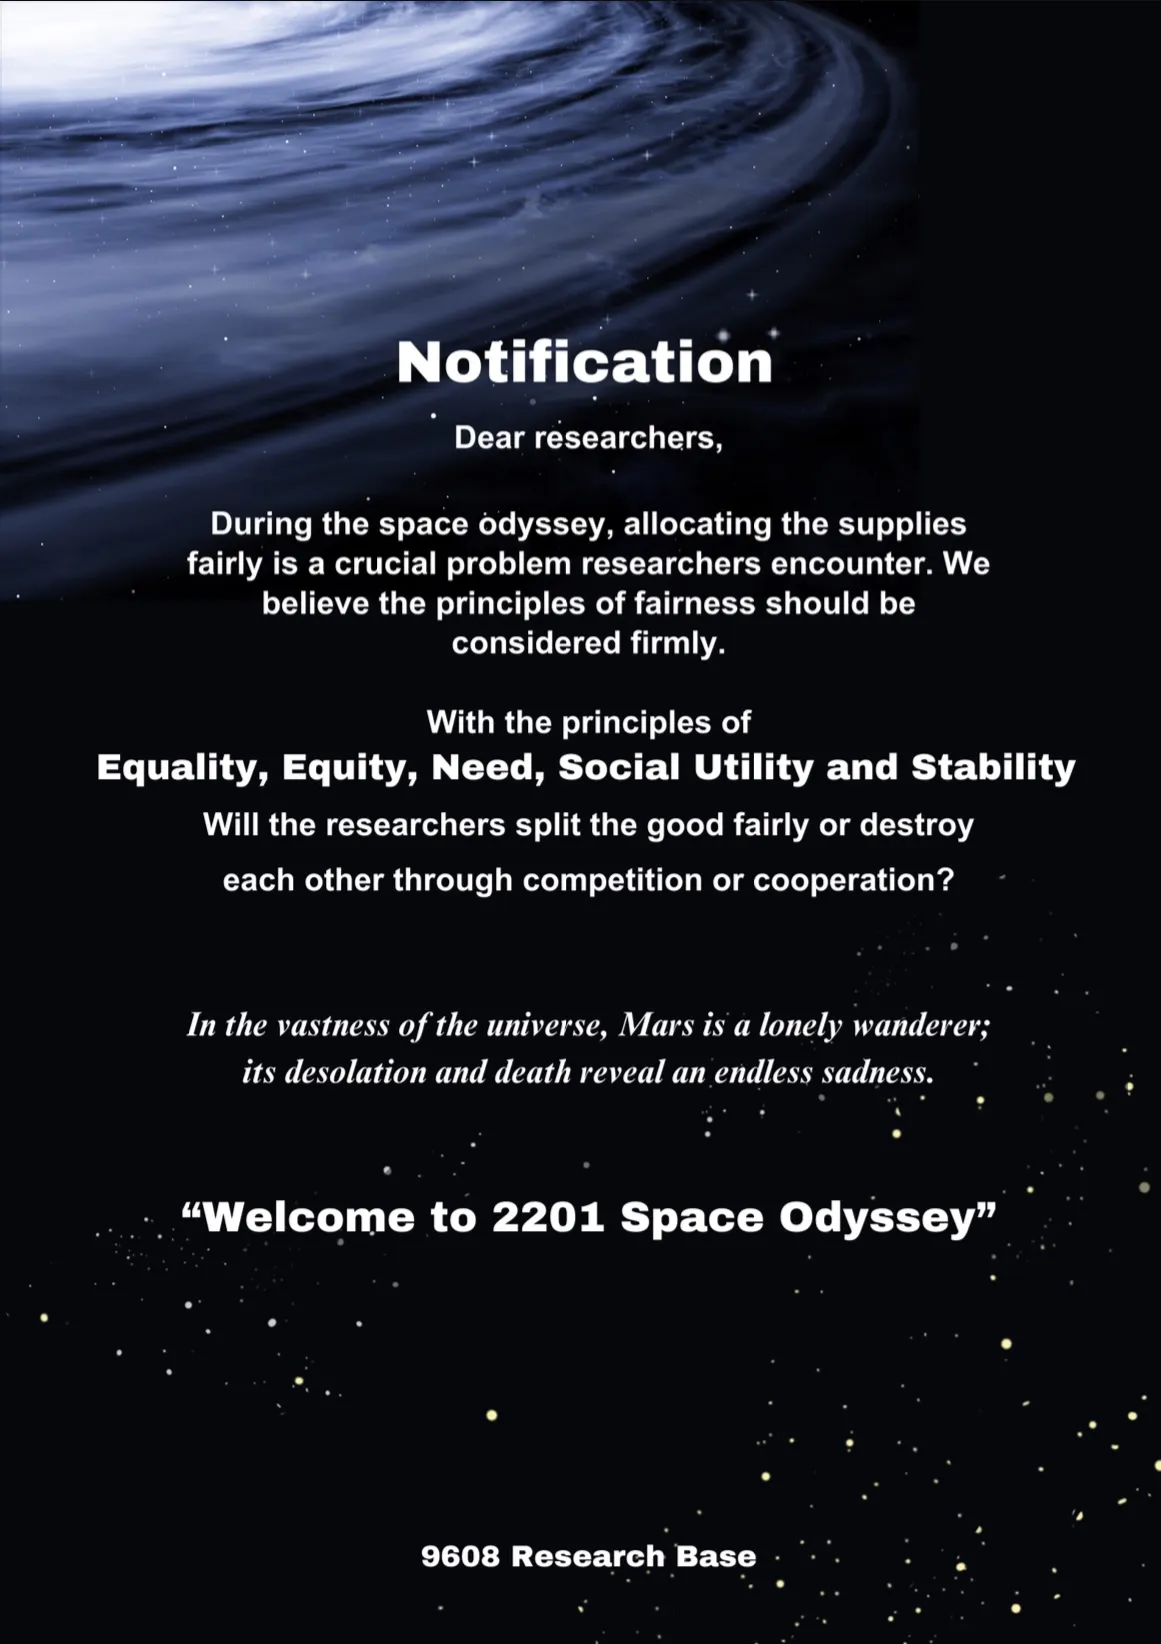 Notification
Dear researchers,
During the space odyssey, allocating the supplies
fairly is a crucial problem researchers encounter. We
believe the principles of fairness should be
considered firmly.
With the principles of
Equality, Equity, Need, Social Utility and Stability
Will the researchers split the good fairly or destroy
each other through competition or cooperation?
In the vastness of the universe, Mars is a lonely wanderer;
its desolation and death reveal an endless sadness.
“Welcome to 2201 Space Odyssey”
9608 Research Base